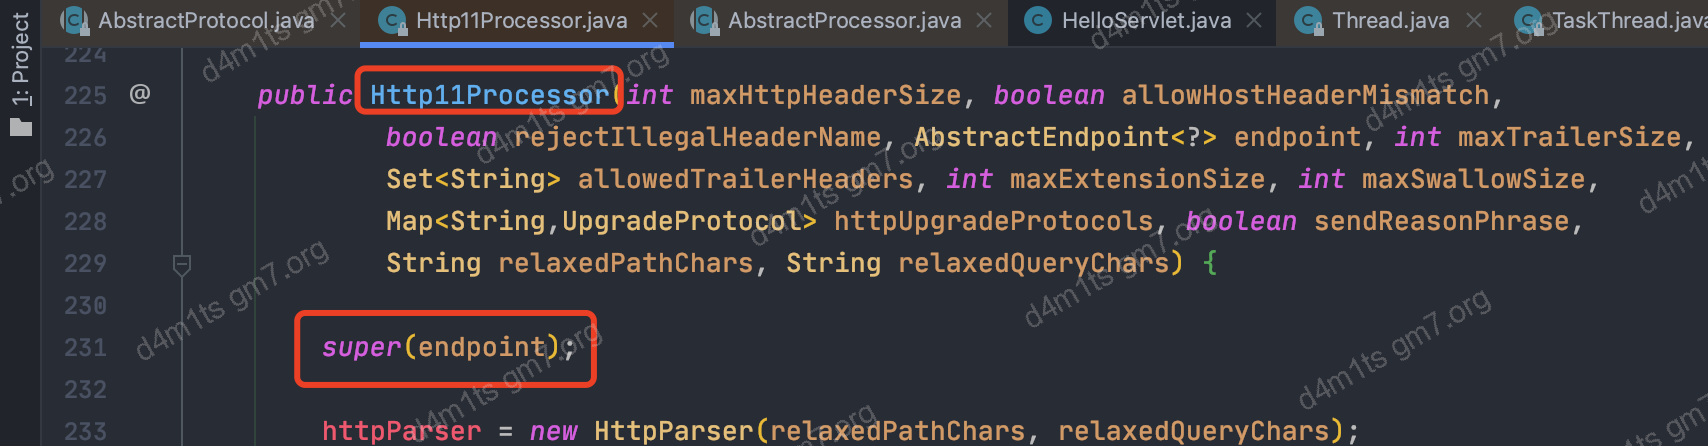 AbstractProtocol.java Http11Processor.java AbstractProcessor.java HelloServlet.java Thread.java TaskThread.java
1: Project
224
225 @ public Http11Processor(int maxHttpHeaderSize, boolean allowHostHeaderMismatch,
226 boolean rejectIllegalHeaderName, AbstractEndpoint<?> endpoint, int maxTrailerSize,
227 Set<String> allowedTrailerHeaders, int maxExtensionSize, int maxSwallowSize,
228 Map<String,UpgradeProtocol> httpUpgradeProtocols, boolean sendReasonPhrase,
229 String relaxedPathChars, String relaxedQueryChars) {
230
231 super(endpoint);
232
233 httpParser = new HttpParser(relaxedPathChars, relaxedQueryChars);
d4m1ts gm7.org